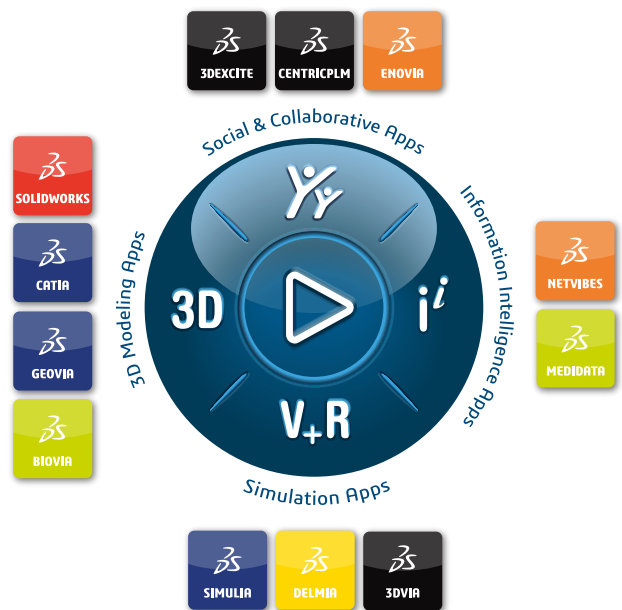 3DEXCITE
CENTRICPLM
ENOVIA
Social & Collaborative Apps
SOLIDWORKS
CATIA
GEOVIA
BIOVIA
3D Modeling Apps
3D
i i
V+R
Information Intelligence Apps
NETVIBES
MEDIDATA
Simulation Apps
SIMULIA
DELMIA
3DVIA